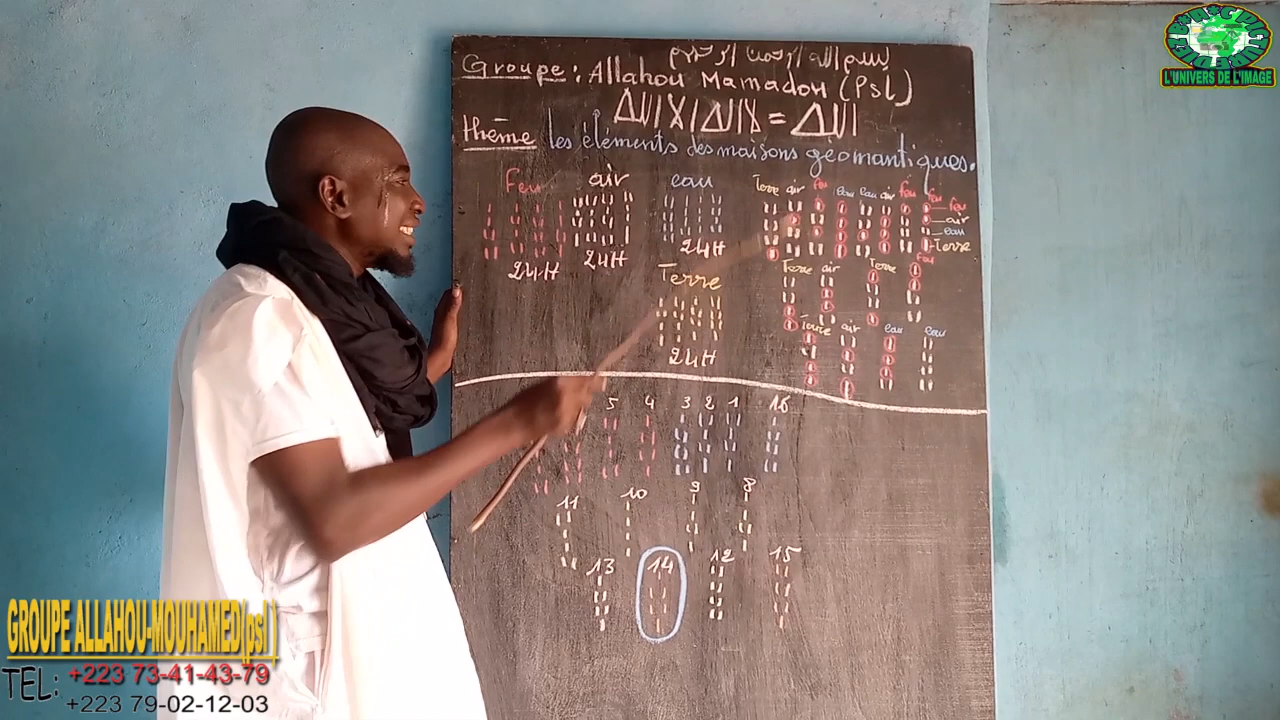 بسم الله الرحمن الرحيم
Groupe: Allahou Mamadou (Psl)
thème les éléments des maisons géomantiques.
Feu air eau
Terre air feu eau eau air feu feu
feu
air
eau
Terre
24H 24H 24H
Terre
Terre air Terre feu
24H
Terre air eau eau
5 4 3 2 1 16
11 10 9 8
13 14 12 15
L'UNIVERS DE L'IMAGE
GROUPE ALLAHOU-MOUHAMED(psl )
TEL: +223 73-41-43-79
+223 79-02-12-03